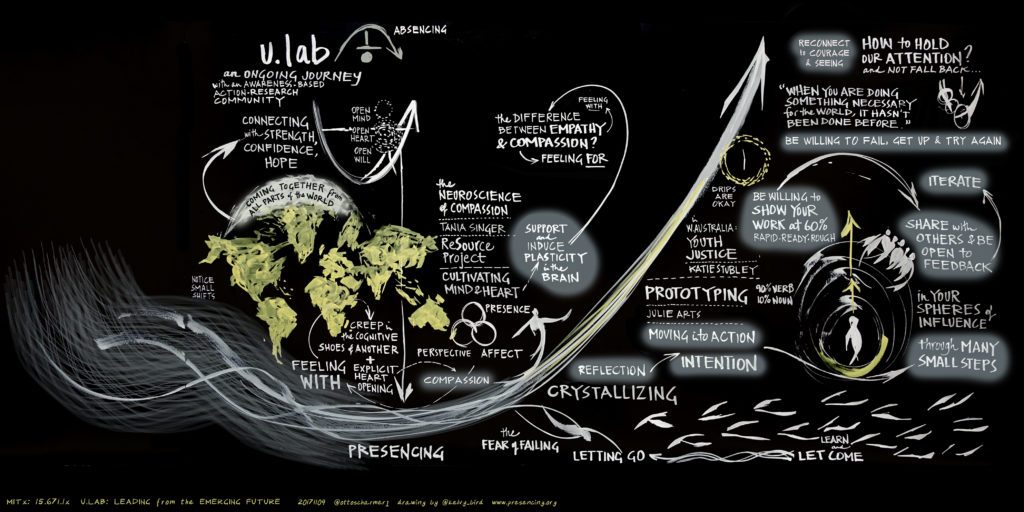 u.lab
an ONGOING JOURNEY
with an AWARENESS-BASED
ACTION-RESEARCH
COMMUNITY
ABSENCING
CONNECTING
with STRENGTH,
CONFIDENCE,
HOPE
OPEN
MIND
OPEN
HEART
OPEN
WILL
COMING TOGETHER from
ALL PARTS of the WORLD
NOTICE
SMALL
SHIFTS
CREEP in
the COGNITIVE
SHOES of ANOTHER
+
EXPLICIT
HEART
OPENING
FEELING
WITH
PRESENCING
the DIFFERENCE
BETWEEN EMPATHY
& COMPASSION?
FEELING
WITH
FEELING FOR
the
NEUROSCIENCE
of COMPASSION
TANIA SINGER
ReSource
Project
CULTIVATING
MIND & HEART
SUPPORT
and
INDUCE
PLASTICITY
in the
BRAIN
PRESENCE
PERSPECTIVE
AFFECT
COMPASSION
the
FEAR of FAILING
LETTING GO
REFLECTION
CRYSTALLIZING
in
W. AUSTRALIA:
YOUTH
JUSTICE
KATIE STUBLEY
PROTOTYPING
90% VERB
10% NOUN
JULIE ARTS
MOVING into ACTION
INTENTION
LEARN
and
LET COME
RECONNECT
to COURAGE
& SEEING
HOW to HOLD
OUR ATTENTION?
and NOT FALL BACK...
"WHEN YOU ARE DOING
SOMETHING NECESSARY
for the WORLD, IT HASN'T
BEEN DONE BEFORE."
BE WILLING to FAIL, GET UP & TRY AGAIN
DRIPS
ARE
OKAY
BE WILLING to
SHOW YOUR
WORK at 60%
RAPID-READY-ROUGH
ITERATE
SHARE with
OTHERS & BE
OPEN to
FEEDBACK
in YOUR
SPHERES of
INFLUENCE
through MANY
SMALL STEPS
MITx: 15.671.1x U.LAB: LEADING from the EMERGING FUTURE 20171109 @ottoscharmer1 drawing by @kelvy_bird www.presencing.org